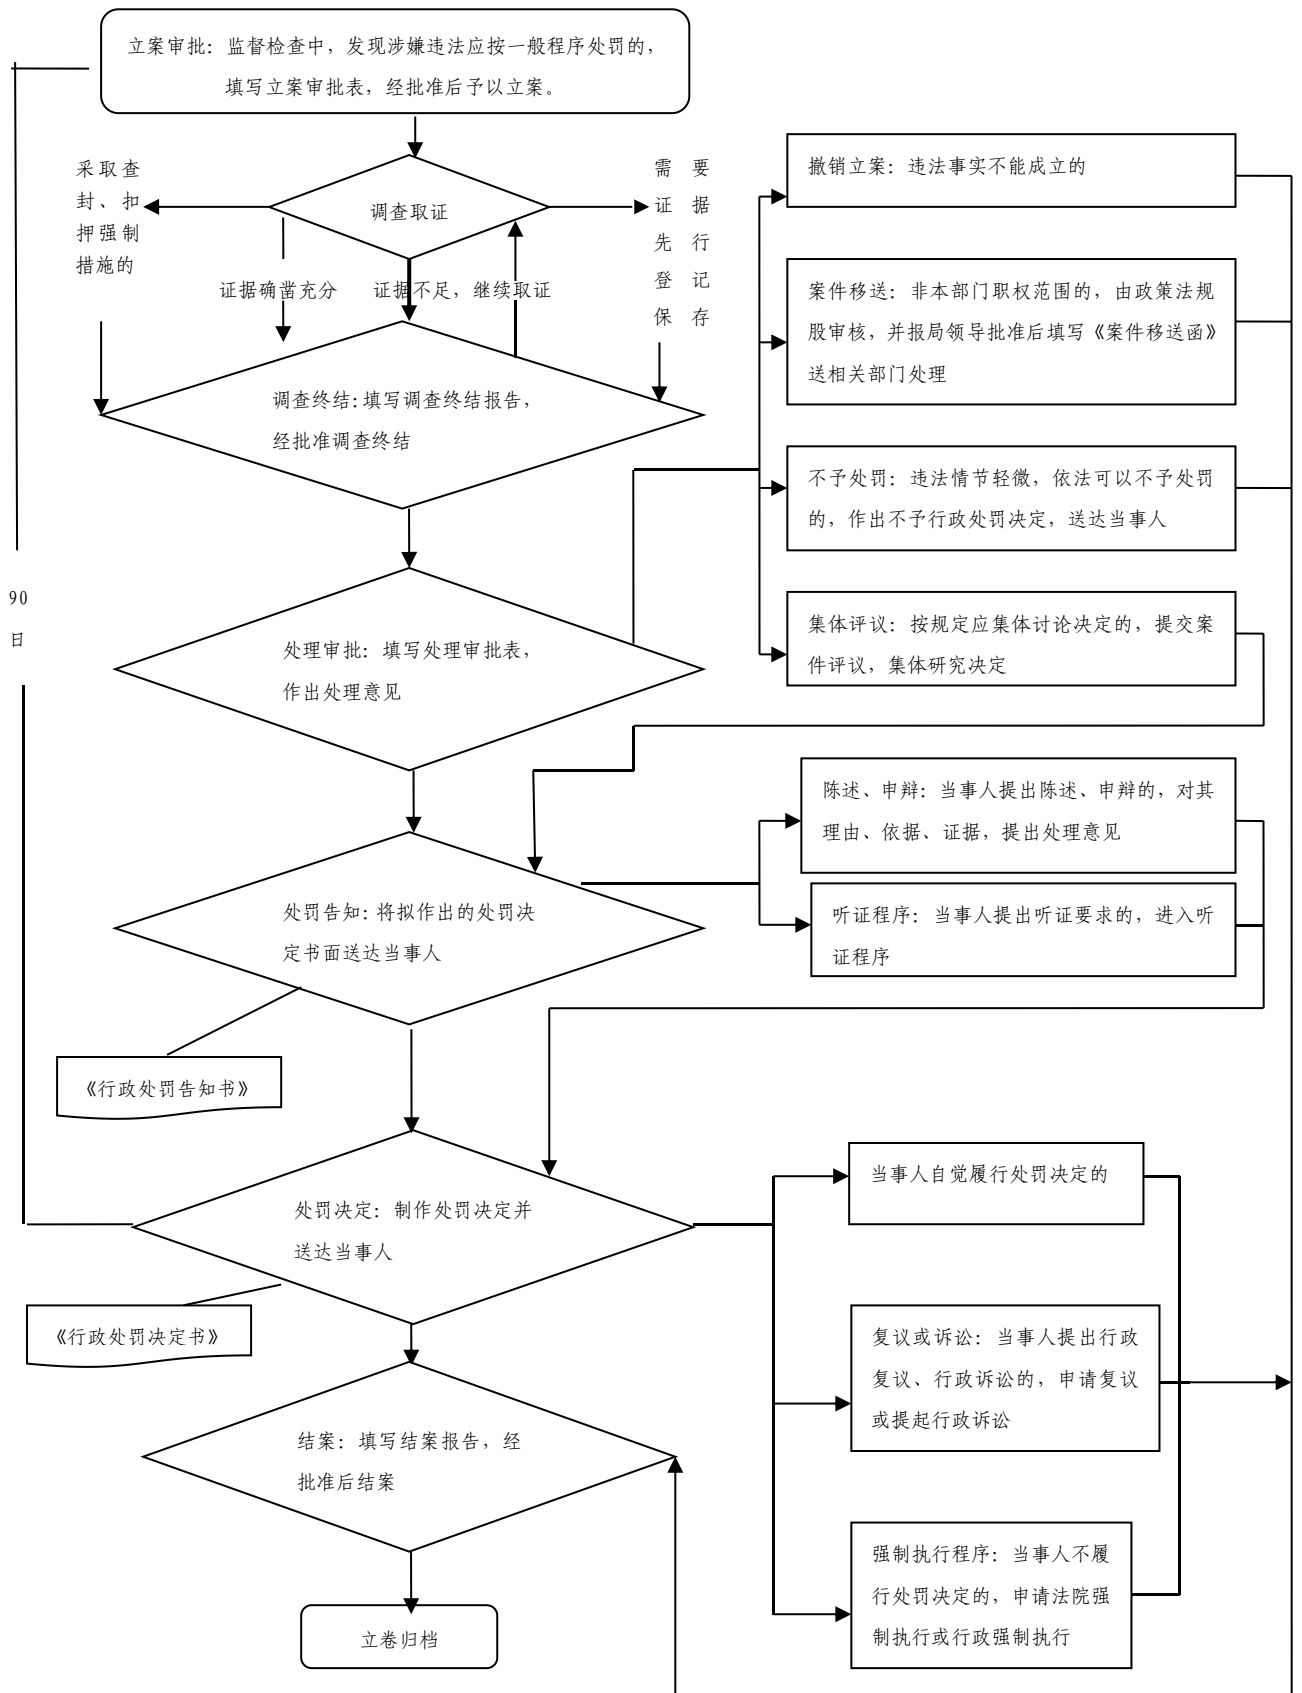 立案审批：监督检查中，发现涉嫌违法应按一般程序处罚的，
填写立案审批表，经批准后予以立案。
采取查
封、扣
押强制
措施的
调查取证
需要
证据
先行
登记
保存
证据确凿充分
证据不足，继续取证
调查终结：填写调查终结报告，
经批准调查终结
撤销立案：违法事实不能成立的
案件移送：非本部门职权范围的，由政策法规
股审核，并报局领导批准后填写《案件移送函》
送相关部门处理
不予处罚：违法情节轻微，依法可以不予处罚
的，作出不予行政处罚决定，送达当事人
集体评议：按规定应集体讨论决定的，提交案
件评议，集体研究决定
90
日
处理审批：填写处理审批表，
作出处理意见
陈述、申辩：当事人提出陈述、申辩的，对其
理由、依据、证据，提出处理意见
听证程序：当事人提出听证要求的，进入听
证程序
处罚告知：将拟作出的处罚决
定书面送达当事人
《行政处罚告知书》
处罚决定：制作处罚决定并
送达当事人
《行政处罚决定书》
当事人自觉履行处罚决定的
复议或诉讼：当事人提出行政
复议、行政诉讼的，申请复议
或提起行政诉讼
强制执行程序：当事人不履
行处罚决定的，申请法院强
制执行或行政强制执行
结案：填写结案报告，经
批准后结案
立卷归档